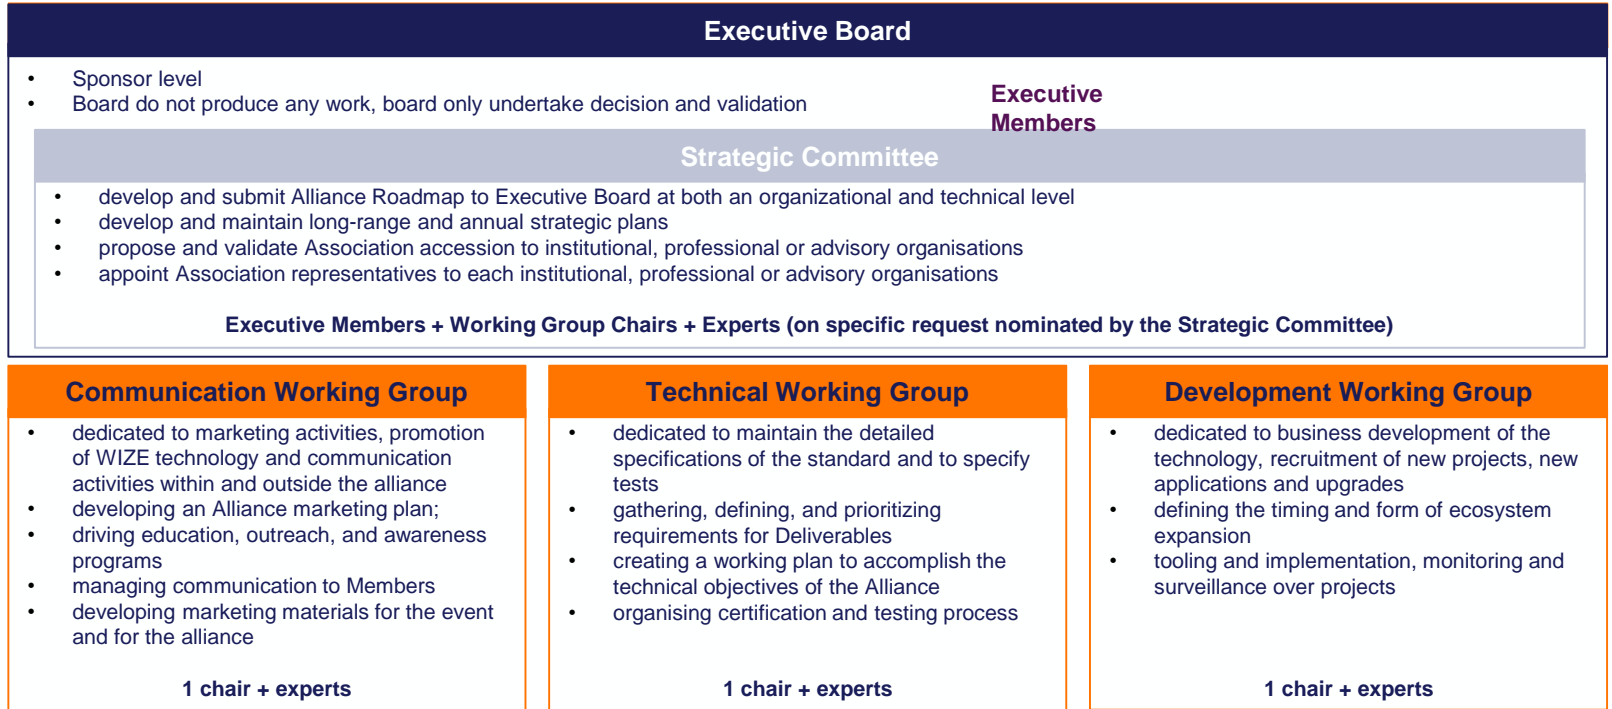 Executive Board
• Sponsor level
• Board do not produce any work, board only undertake decision and validation
Executive
Members
Strategic Committee
• develop and submit Alliance Roadmap to Executive Board at both an organizational and technical level
• develop and maintain long-range and annual strategic plans
• propose and validate Association accession to institutional, professional or advisory organisations
• appoint Association representatives to each institutional, professional or advisory organisations
Executive Members + Working Group Chairs + Experts (on specific request nominated by the Strategic Committee)
Communication Working Group
• dedicated to marketing activities, promotion
of WIZE technology and communication
activities within and outside the alliance
• developing an Alliance marketing plan;
• driving education, outreach, and awareness
programs
• managing communication to Members
• developing marketing materials for the event
and for the alliance
1 chair + experts
Technical Working Group
• dedicated to maintain the detailed
specifications of the standard and to specify
tests
• gathering, defining, and prioritizing
requirements for Deliverables
• creating a working plan to accomplish the
technical objectives of the Alliance
• organising certification and testing process
1 chair + experts
Development Working Group
• dedicated to business development of the
technology, recruitment of new projects, new
applications and upgrades
• defining the timing and form of ecosystem
expansion
• tooling and implementation, monitoring and
surveillance over projects
1 chair + experts